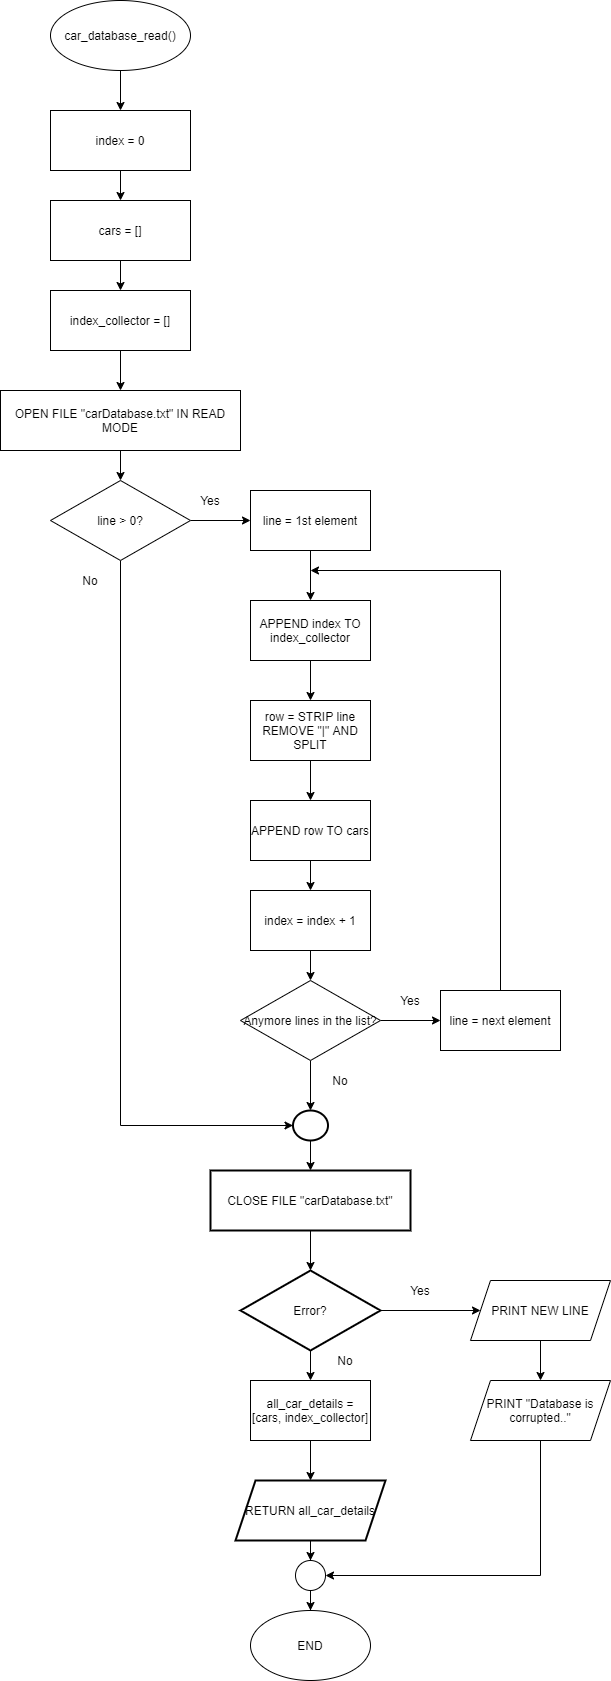 car_database_read()
index = 0
cars = []
index_collector = []
OPEN FILE "carDatabase.txt" IN READ
MODE
line > 0?
Yes
line = 1st element
No
APPEND index TO
index_collector
row = STRIP line
REMOVE "|" AND
SPLIT
APPEND row TO cars
index = index + 1
Anymore lines in the list?
Yes
line = next element
No
CLOSE FILE "carDatabase.txt"
Error?
Yes
PRINT NEW LINE
No
all_car_details =
[cars, index_collector]
PRINT "Database is
corrupted.."
RETURN all_car_details
END